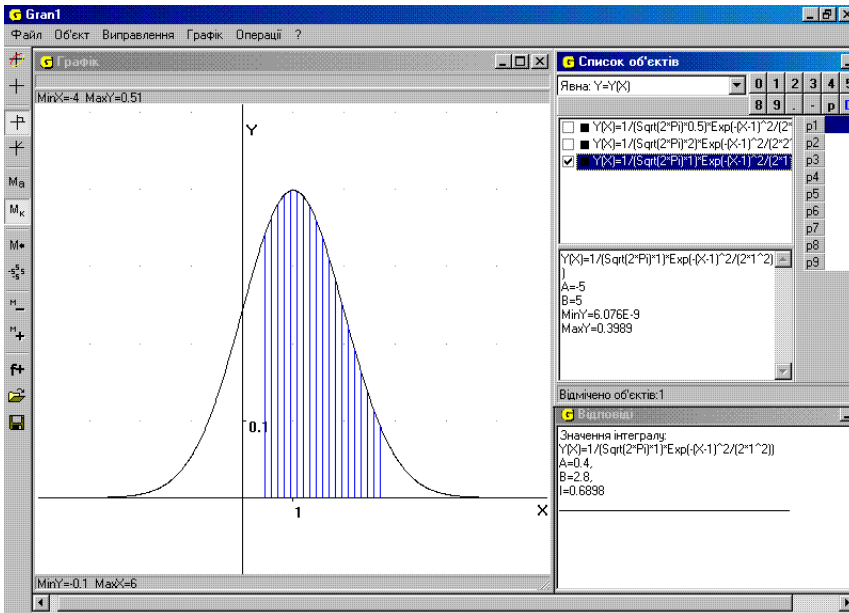 Gran1
Файл Об'єкт Виправлення Графік Операції ?
Графік
MinX=-4 MaxY=0.51
Y
0.1
1
X
MinY=-0.1 MaxX=6
Ma
Mк
M
M
f+
Список об'єктів
Явна: Y=Y(X)
0 1 2 3 4 5
8 9 . - p
Y(X)=1/(Sqrt(2*Pi)*0.5)*Exp(-(X-1)^2/(2*
Y(X)=1/(Sqrt(2*Pi)*2)*Exp(-(X-1)^2/(2*2^
Y(X)=1/(Sqrt(2*Pi)*1)*Exp(-(X-1)^2/(2*1
p1
p2
p3
p4
p5
p6
p7
p8
p9
Y(X)=1/(Sqrt(2*Pi)*1)*Exp(-(X-1)^2/(2*1^2)
)
A=-5
B=5
MinY=6.076E-9
MaxY=0.3989
Відмічено об'єктів:1
Відповіді
Значення інтегралу:
Y(X)=1/(Sqrt(2*Pi)*1)*Exp(-(X-1)^2/(2*1^2))
A=0.4,
B=2.8,
I=0.6898